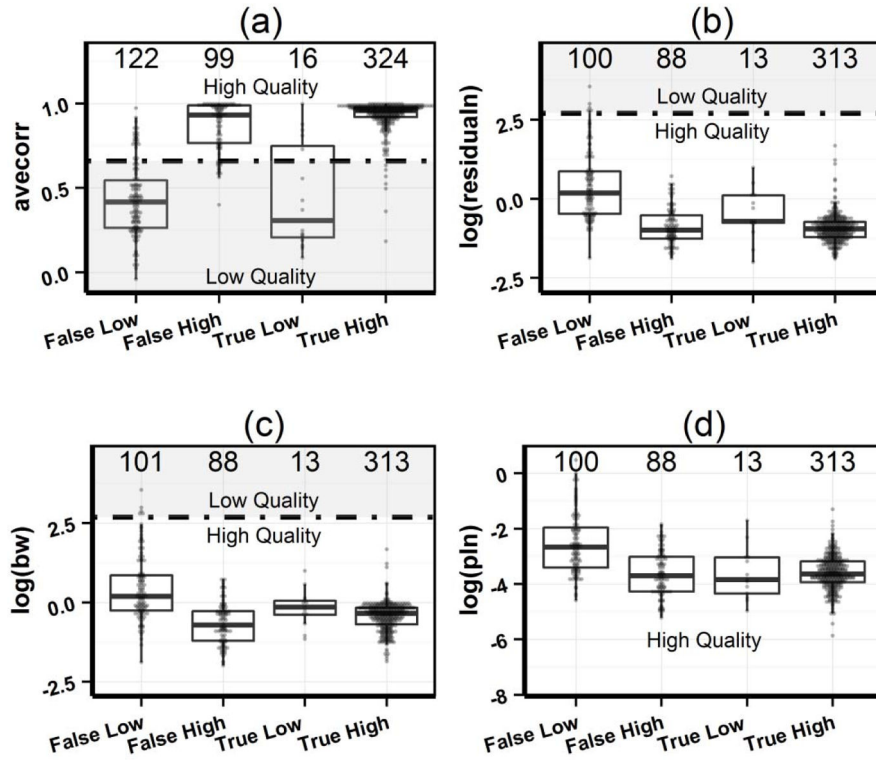 (a)
122 99 16 324
High Quality
1.0
0.5
0.0
avecorr
Low Quality
False Low
False High
True Low
True High
(b)
100 88 13 313
Low Quality
High Quality
2.5
0.0
-2.5
log(residualn)
False Low
False High
True Low
True High
(c)
101 88 13 313
Low Quality
High Quality
2.5
0.0
-2.5
log(bw)
False Low
False High
True Low
True High
(d)
100 88 13 313
0
-2
-4
-6
-8
log(pln)
High Quality
False Low
False High
True Low
True High